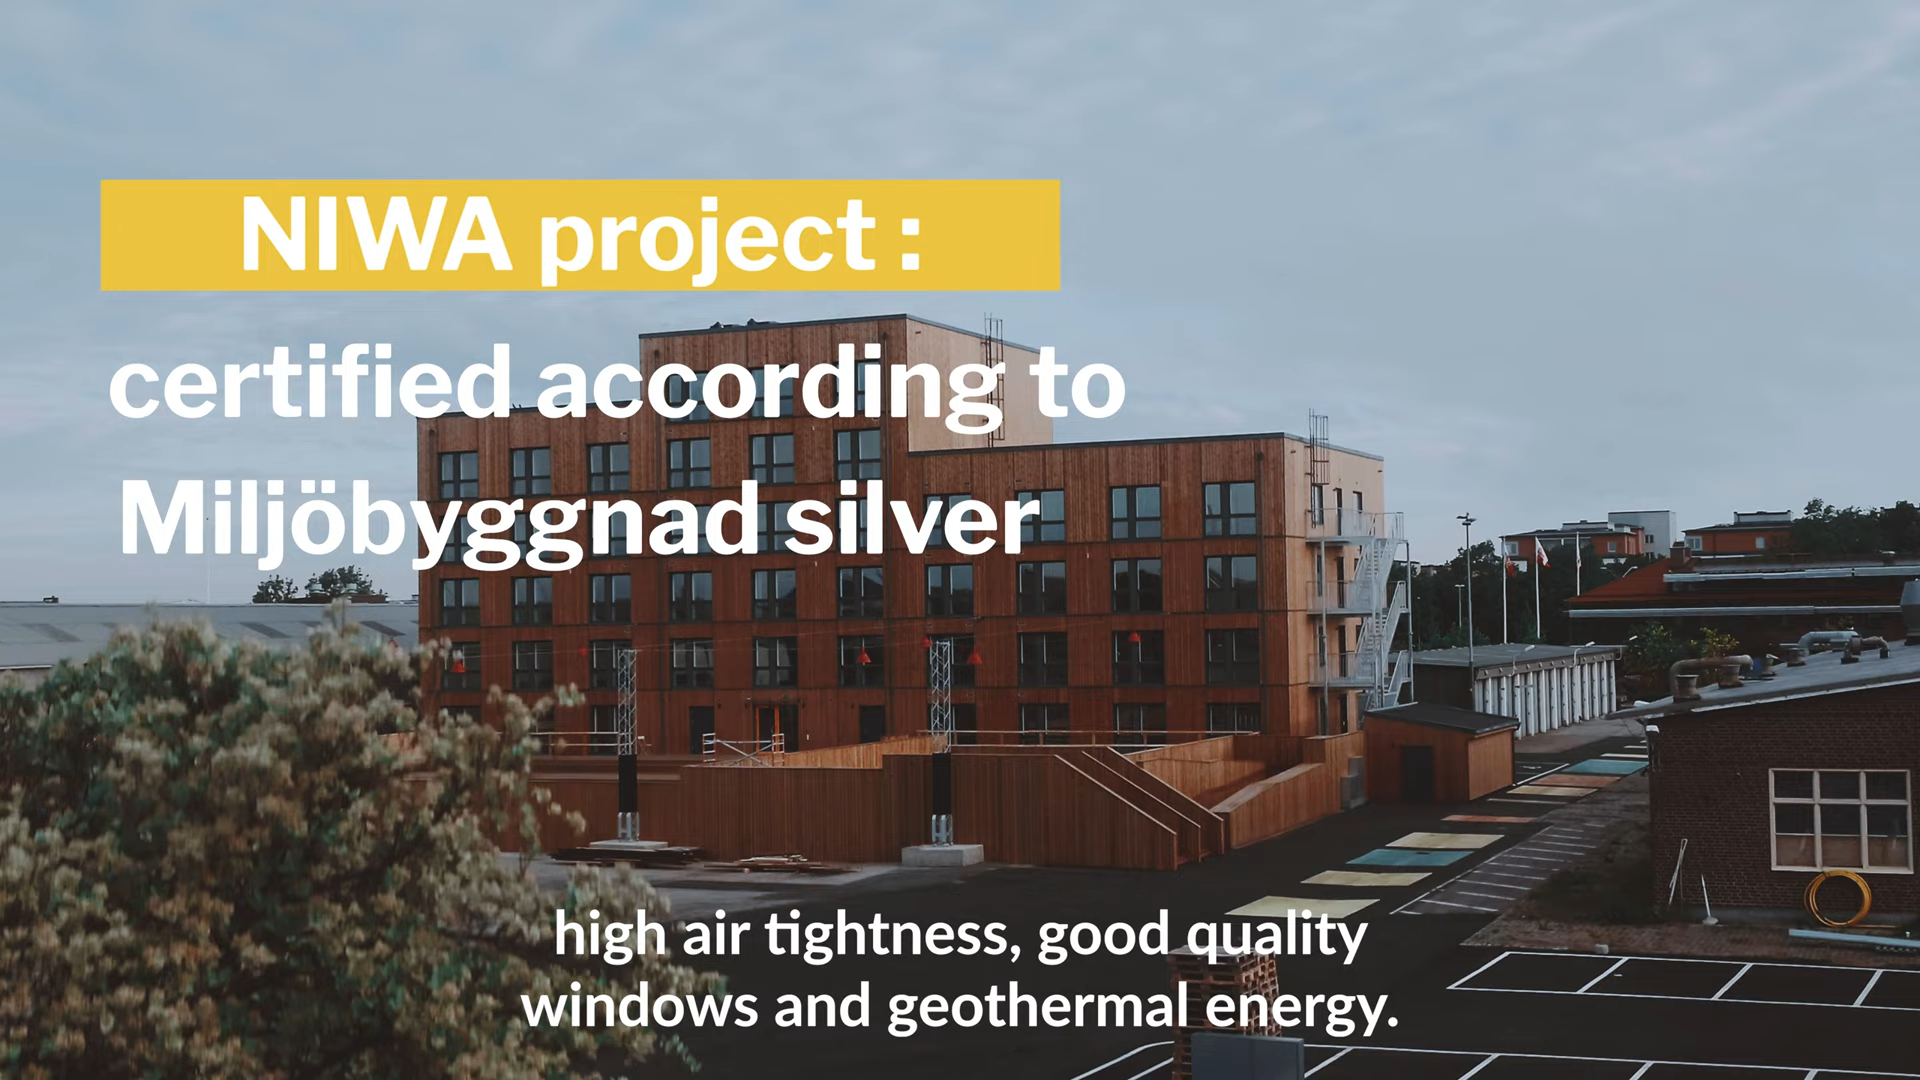 NIWA project :
certified according to
Miljöbyggnad silver
high air tightness, good quality
windows and geothermal energy.